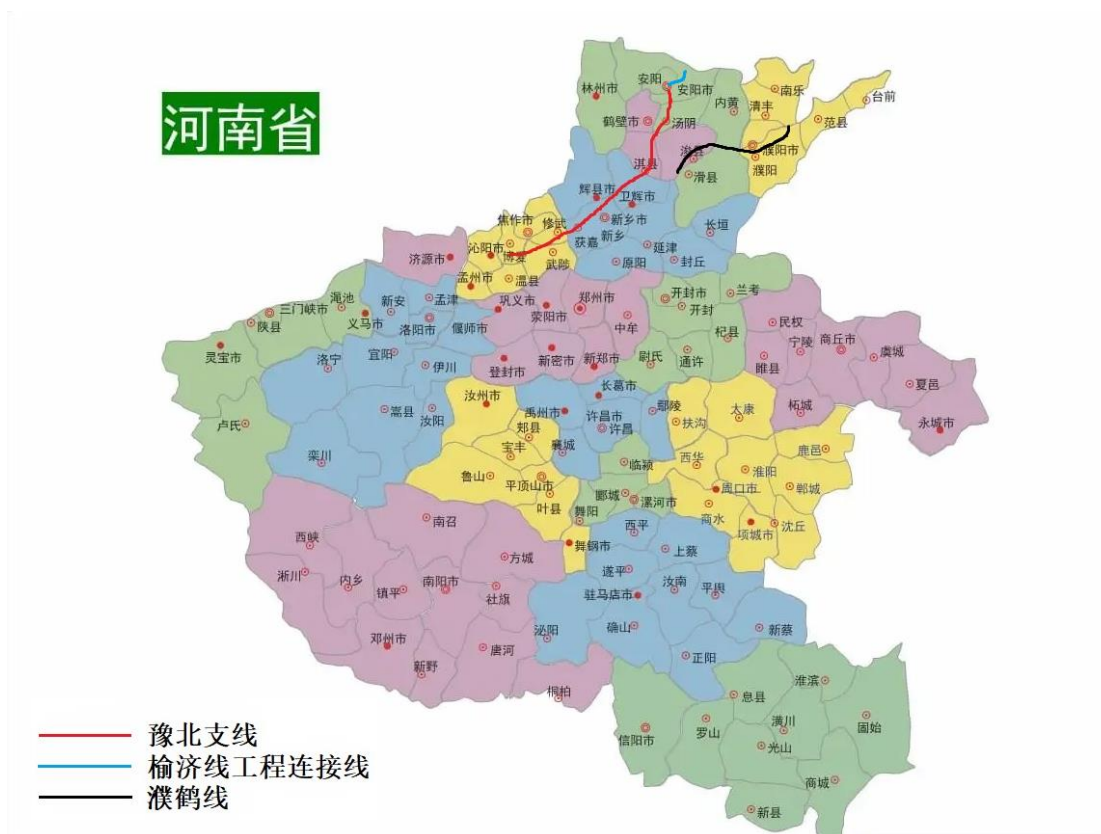 河南省
安阳
安阳市
林州市
内黄
南乐
清丰
台前
范县
鹤壁市
汤阴
濮阳市
濮阳
浚县
淇县
滑县
辉县市
卫辉市
长垣
焦作市
修武
新乡市
新乡
获嘉
延津
封丘
原阳
沁阳市
博爱
武陟
济源市
孟州市
温县
渑池
新安
孟津
巩义市
郑州市
开封市
兰考
三门峡市
义马市
洛阳市
偃师市
荥阳市
中牟
开封
民权
陕县
杞县
宁陵
商丘市
虞城
灵宝市
洛宁
宜阳
伊川
登封市
新密市
新郑市
尉氏
通许
睢县
夏邑
嵩县
汝阳
汝州市
禹州市
长葛市
许昌市
许昌
鄢陵
扶沟
太康
柘城
永城市
卢氏
栾川
郏县
宝丰
襄城
鲁山
平顶山市
叶县
临颍
西华
淮阳
鹿邑
郾城
漯河市
周口市
郸城
舞阳
商水
项城市
沈丘
南召
西峡
方城
舞钢市
西平
上蔡
淅川
内乡
镇平
南阳市
社旗
遂平
汝南
平舆
驻马店市
邓州市
唐河
泌阳
确山
新蔡
新野
正阳
桐柏
息县
淮滨
信阳市
罗山
潢川
光山
固始
商城
新县
豫北支线
榆济线工程连接线
濮鹤线